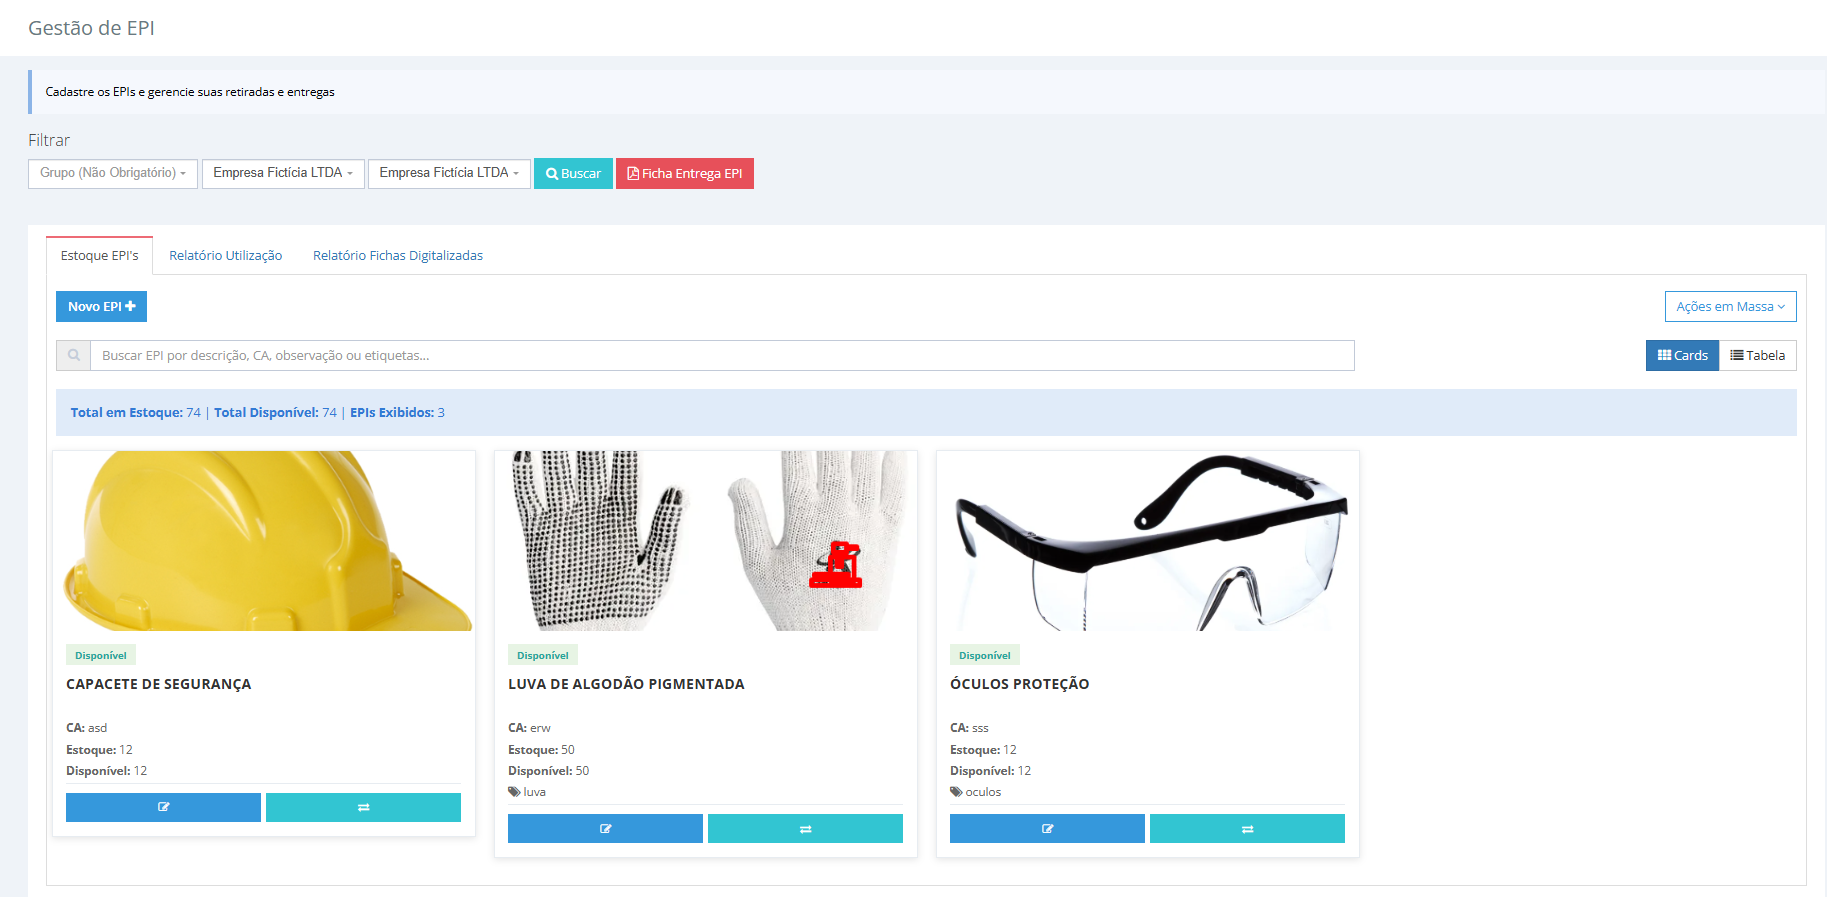 Gestão de EPI
Cadastre os EPIs e gerencie suas retiradas e entregas
Filtrar
Grupo (Não Obrigatório)
Empresa Fictícia LTDA
Empresa Fictícia LTDA
Buscar
Ficha Entrega EPI
Estoque EPI's
Relatório Utilização
Relatório Fichas Digitalizadas
Novo EPI
Ações em Massa
Buscar EPI por descrição, CA, observação ou etiquetas...
Cards
Tabela
Total em Estoque: 74 | Total Disponível: 74 | EPIs Exibidos: 3
Disponível
CAPACETE DE SEGURANÇA
CA: asd
Estoque: 12
Disponível: 12
Disponível
LUVA DE ALGODÃO PIGMENTADA
CA: erw
Estoque: 50
Disponível: 50
luva
Disponível
ÓCULOS PROTEÇÃO
CA: sss
Estoque: 12
Disponível: 12
oculos